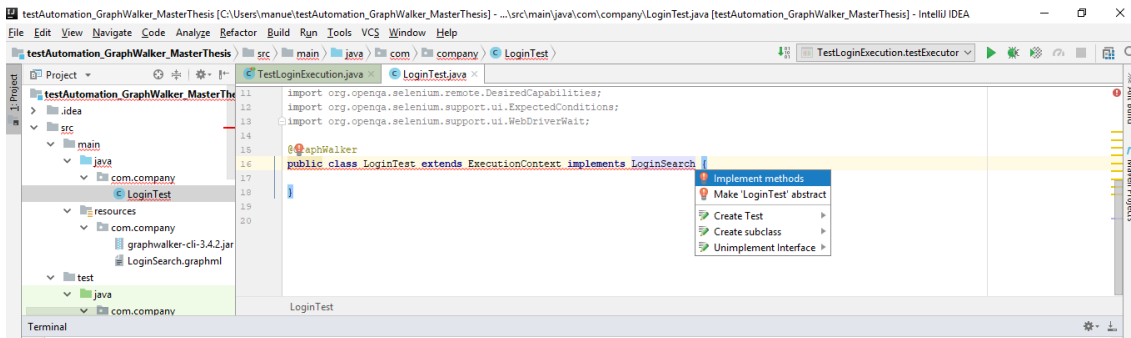 testAutomation_GraphWalker_MasterThesis [C:\Users\manue\testAutomation_GraphWalker_MasterThesis] - ...\src\main\java\com\company\LoginTest.java [testAutomation_GraphWalker_MasterThesis] - IntelliJ IDEA
File Edit View Navigate Code Analyze Refactor Build Run Tools VCS Window Help
testAutomation_GraphWalker_MasterThesis src main java com company LoginTest TestLoginExecution.testExecutor
1: Project
Project TestLoginExecution.java LoginTest.java
testAutomation_GraphWalker_MasterThe
.idea
src
main
java
com.company
LoginTest
resources
com.company
graphwalker-cli-3.4.2.jar
LoginSearch.graphml
test
java
com.company
11 import org.openqa.selenium.remote.DesiredCapabilities;
12 import org.openqa.selenium.support.ui.ExpectedConditions;
13 import org.openqa.selenium.support.ui.WebDriverWait;
14
15 @GraphWalker
16 public class LoginTest extends ExecutionContext implements LoginSearch {
17
18 }
19
20
Implement methods
Make 'LoginTest' abstract
Create Test
Create subclass
Unimplement Interface
LoginTest
Ant Build
Maven Projects
Terminal